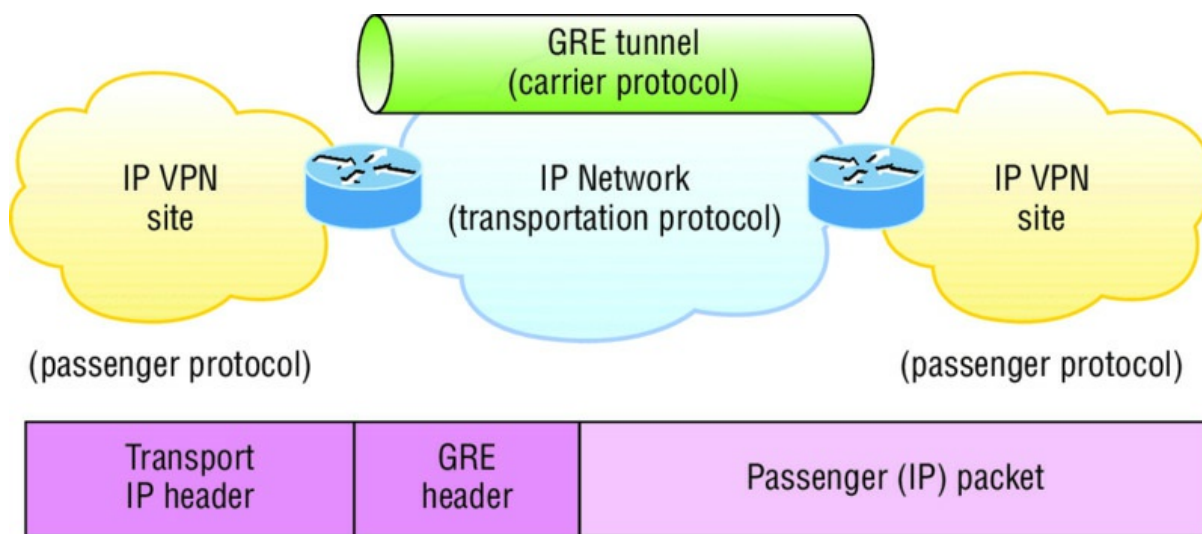 GRE tunnel
(carrier protocol)
IP VPN
site
IP Network
(transportation protocol)
IP VPN
site
(passenger protocol)
(passenger protocol)
Transport
IP header
GRE
header
Passenger (IP) packet